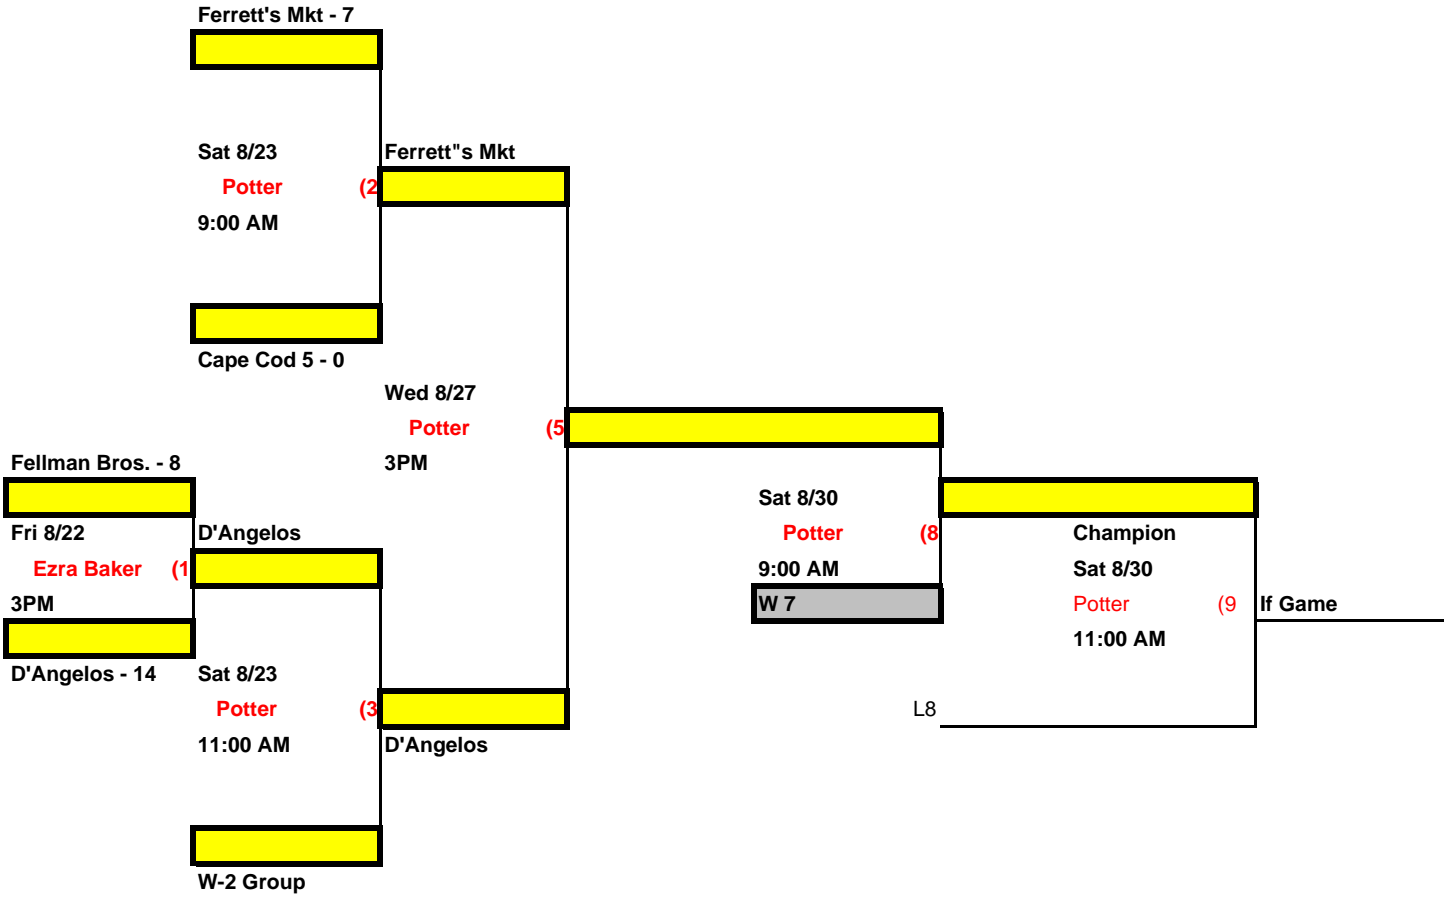 Ferrett's Mkt - 7
Sat 8/23
Ferrett"s Mkt
Potter (2
9:00 AM
Cape Cod 5 - 0
Wed 8/27
Potter (5
3PM
Fellman Bros. - 8
Fri 8/22
D'Angelos
Ezra Baker (1
3PM
D'Angelos - 14
Sat 8/23
Potter (3
11:00 AM
D'Angelos
W-2 Group
Sat 8/30
Potter (8
9:00 AM
W 7
Champion
Sat 8/30
Potter (9
If Game
11:00 AM
L8